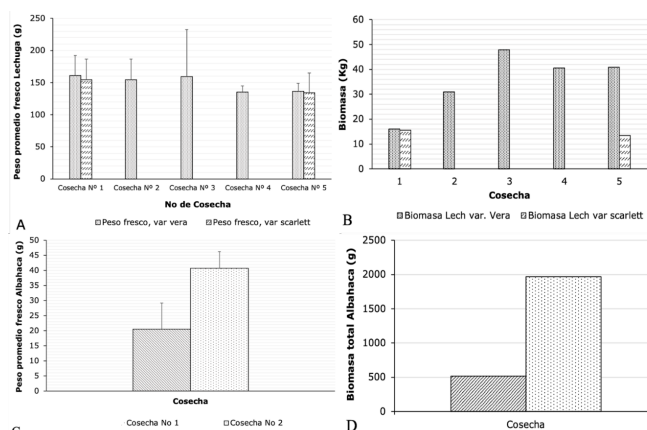 Peso promedio fresco Lechuga (g)
250
200
150
100
50
0
Cosecha Nº 1 Cosecha Nº 2 Cosecha Nº 3 Cosecha Nº 4 Cosecha Nº 5
No de Cosecha
Peso fresco, var vera Peso fresco, var scarlett
A
Biomasa (Kg)
60
50
40
30
20
10
0
1 2 3 4 5
Cosecha
Biomasa Lech var. Vera Biomasa Lech var scarlett
B
Peso promedio fresco Albahaca (g)
50
45
40
35
30
25
20
15
10
5
0
Cosecha
Cosecha No 1 Cosecha No 2
Biomasa total Albahaca (g)
2500
2000
1500
1000
500
0
Cosecha
D